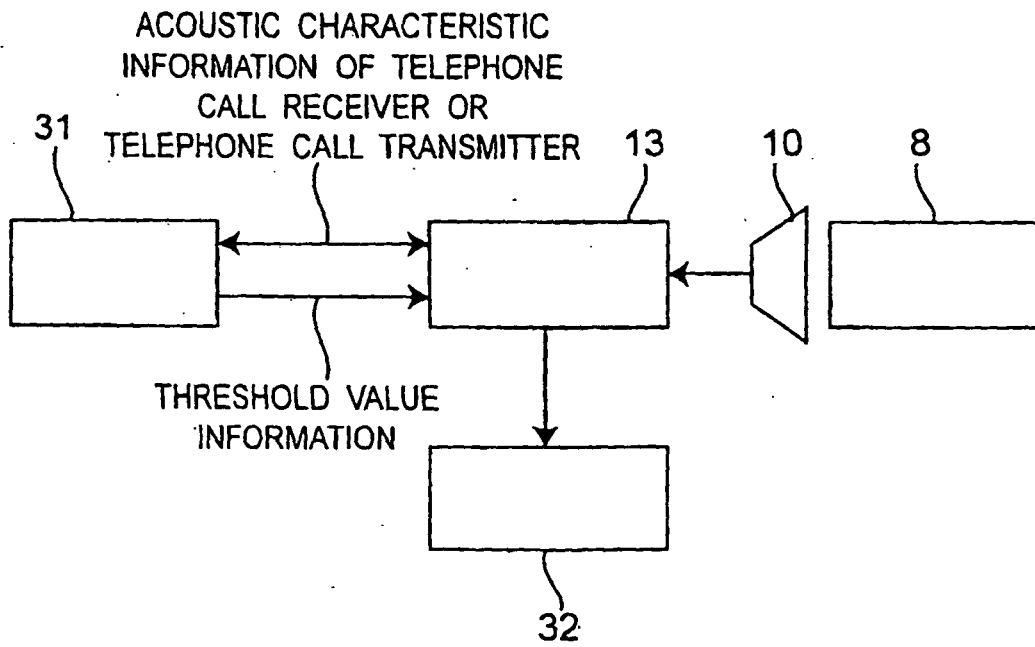 ACOUSTIC CHARACTERISTIC
INFORMATION OF TELEPHONE
CALL RECEIVER OR
TELEPHONE CALL TRANSMITTER
31
13
10
8
THRESHOLD VALUE
INFORMATION
32